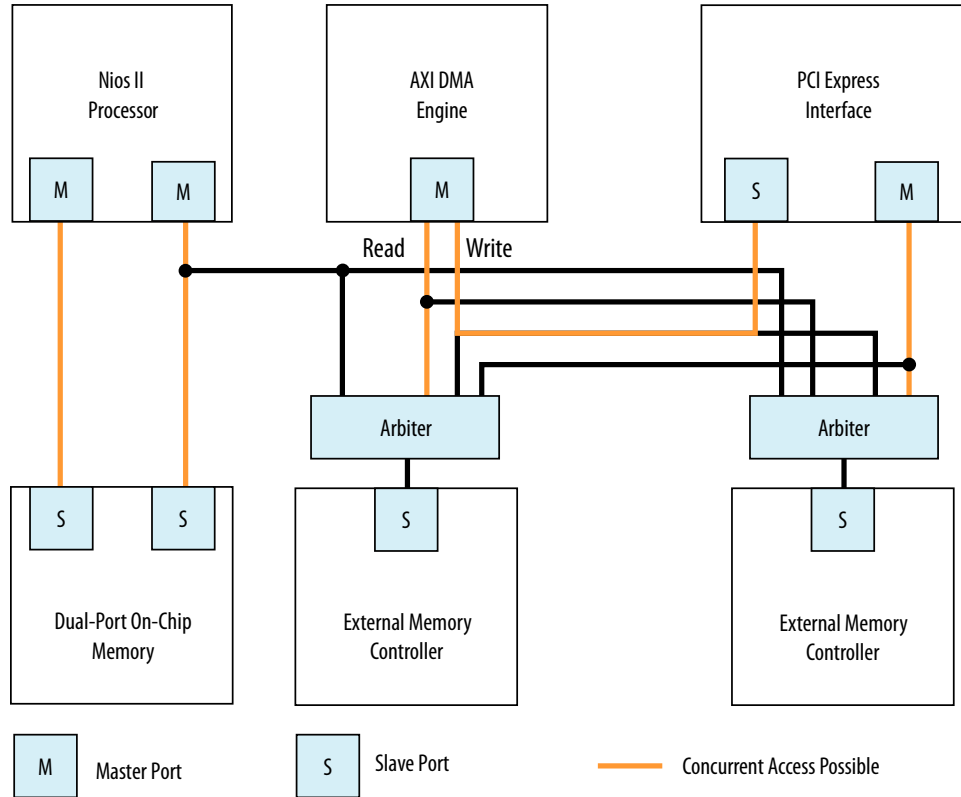 Nios II
Processor
AXI DMA
Engine
PCI Express
Interface
M
M
M
S
M
Read
Write
Arbiter
Arbiter
S
S
S
S
Dual-Port On-Chip
Memory
External Memory
Controller
External Memory
Controller
M
Master Port
S
Slave Port
Concurrent Access Possible